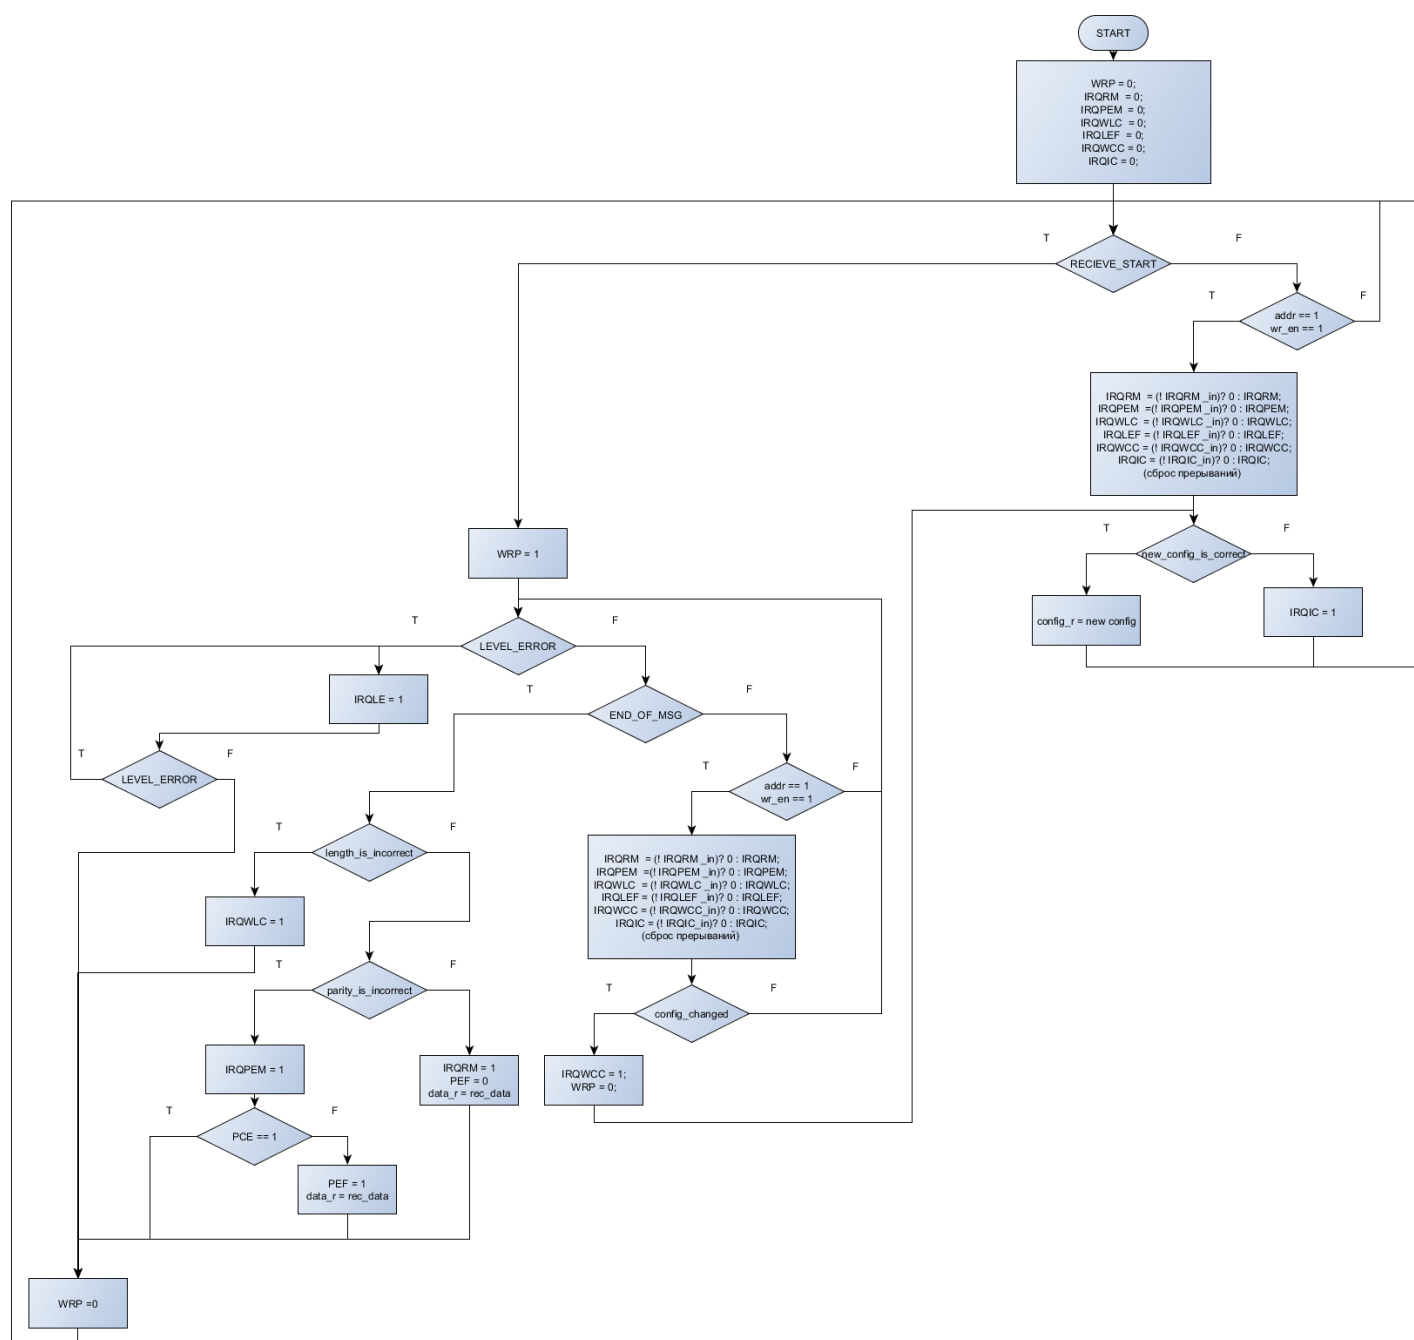 START
WRP = 0;
IRQRM = 0;
IRQPEM = 0;
IRQWLC = 0;
IRQLEF = 0;
IRQWCC = 0;
IRQIC = 0;
T
F
RECIEVE_START
T
F
addr == 1
wr_en == 1
IRQRM = (! IRQRM _in)? 0 : IRQRM;
IRQPEM =(! IRQPEM _in)? 0 : IRQPEM;
IRQWLC = (! IRQWLC _in)? 0 : IRQWLC;
IRQLEF = (! IRQLEF _in)? 0 : IRQLEF;
IRQWCC = (! IRQWCC_in)? 0 : IRQWCC;
IRQIC = (! IRQIC_in)? 0 : IRQIC;
(сброс прерываний)
T
F
new_config_is_correct
config_r = new config
IRQIC = 1
WRP = 1
T
F
LEVEL_ERROR
IRQLE = 1
T
F
END_OF_MSG
T
F
LEVEL_ERROR
T
F
addr == 1
wr_en == 1
T
F
length_is_incorrect
IRQRM = (! IRQRM _in)? 0 : IRQRM;
IRQPEM =(! IRQPEM _in)? 0 : IRQPEM;
IRQWLC = (! IRQWLC _in)? 0 : IRQWLC;
IRQLEF = (! IRQLEF _in)? 0 : IRQLEF;
IRQWCC = (! IRQWCC_in)? 0 : IRQWCC;
IRQIC = (! IRQIC_in)? 0 : IRQIC;
(сброс прерываний)
IRQWLC = 1
T
F
parity_is_incorrect
T
F
config_changed
IRQPEM = 1
IRQRM = 1
PEF = 0
data_r = rec_data
IRQWCC = 1;
WRP = 0;
T
F
PCE == 1
PEF = 1
data_r = rec_data
WRP =0